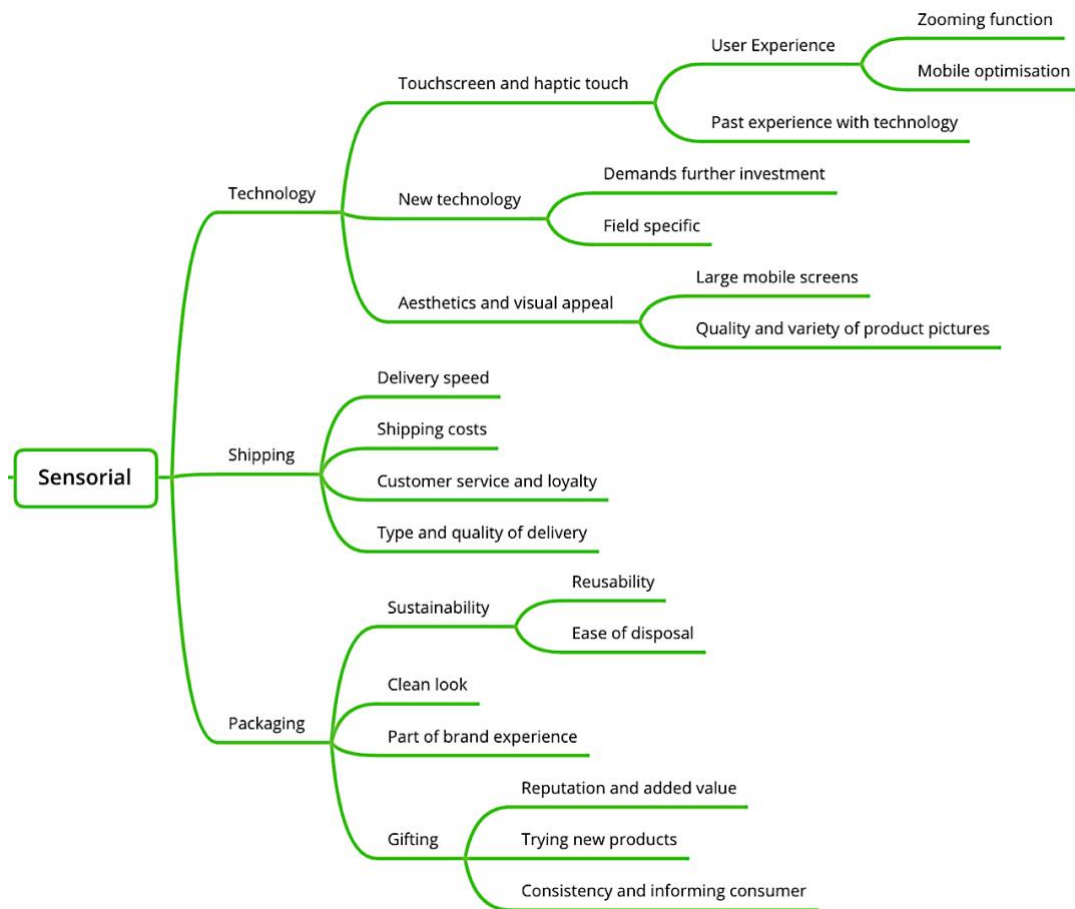 Zooming function
User Experience
Mobile optimisation
Touchscreen and haptic touch
Past experience with technology
Demands further investment
Technology
New technology
Field specific
Large mobile screens
Aesthetics and visual appeal
Quality and variety of product pictures
Delivery speed
Shipping costs
Shipping
Sensorial
Customer service and loyalty
Type and quality of delivery
Reusability
Sustainability
Ease of disposal
Clean look
Packaging
Part of brand experience
Reputation and added value
Gifting
Trying new products
Consistency and informing consumer